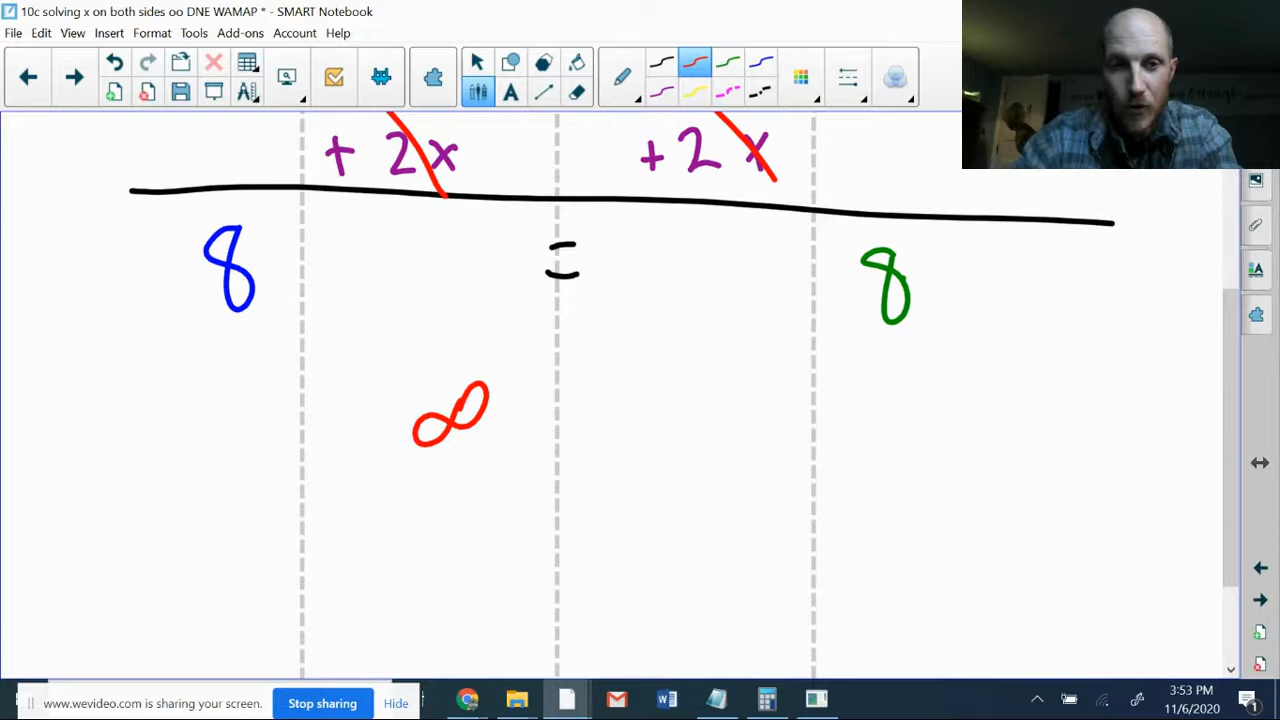 10c solving x on both sides oo DNE WAMAP * - SMART Notebook
File Edit View Insert Format Tools Add-ons Account Help
+ 2x + 2x
8 = 8
∞
www.wevideo.com is sharing your screen. Stop sharing Hide
3:53 PM
11/6/2020